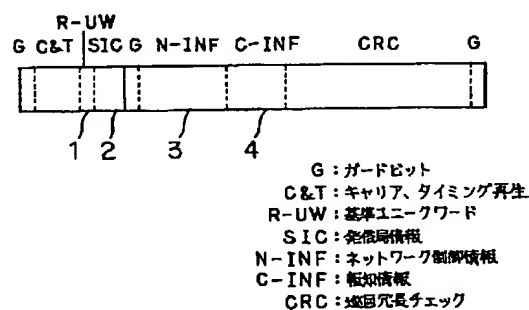 R-UW
G C&T SIC G N-INF C-INF CRC G
1 2 3 4
G：ガードビット
C&T：キャリア、タイミング再生
R-UW：基準ユニークワード
SIC：発信局情報
N-INF：ネットワーク制御情報
C-INF：報知情報
CRC：巡回冗長チェック